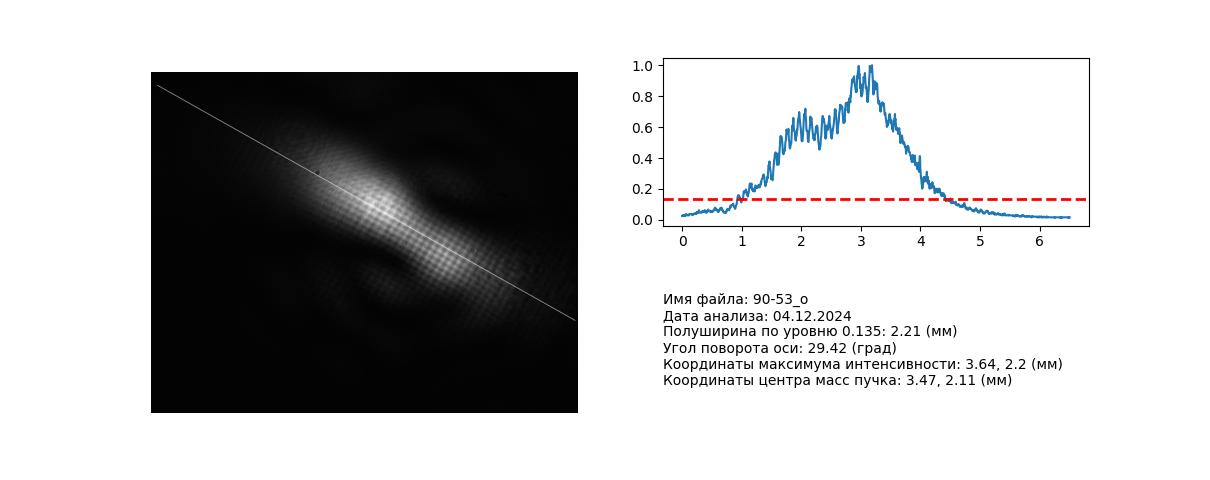 1.0
0.8
0.6
0.4
0.2
0.0
0 1 2 3 4 5 6
Имя файла: 90-53_o
Дата анализа: 04.12.2024
Полуширина по уровню 0.135: 2.21 (мм)
Угол поворота оси: 29.42 (град)
Координаты максимума интенсивности: 3.64, 2.2 (мм)
Координаты центра масс пучка: 3.47, 2.11 (мм)